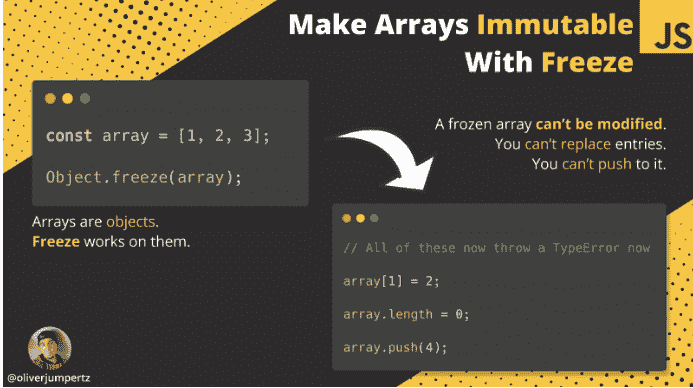 Make Arrays Immutable
With Freeze
JS
const array = [1, 2, 3];
Object.freeze(array);
Arrays are objects.
Freeze works on them.
A frozen array can't be modified.
You can't replace entries.
You can't push to it.
// All of these now throw a TypeError now
array[1] = 2;
array.length = 0;
array.push(4);
@oliverjumpertz